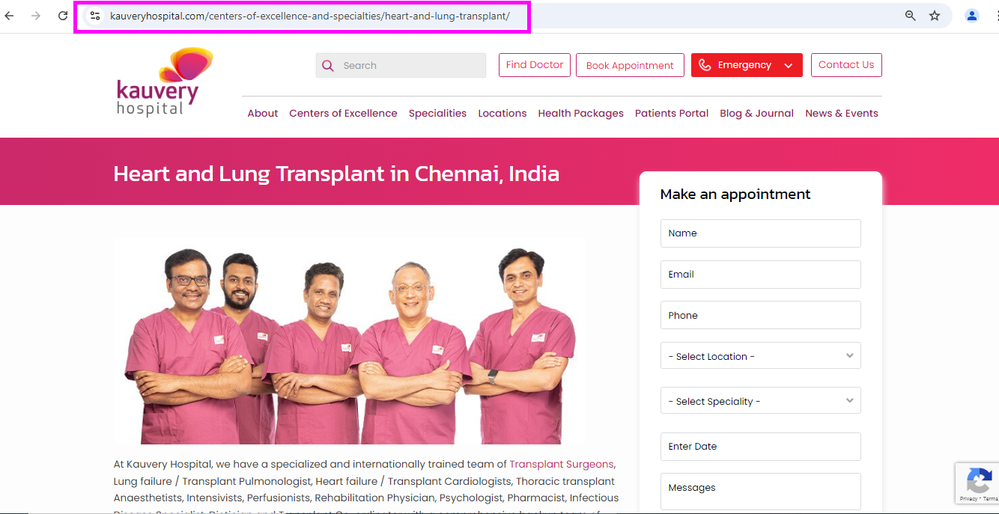 kauveryhospital.com/centers-of-excellence-and-specialties/heart-and-lung-transplant/
kauvery
hospital
Search
Find Doctor
Book Appointment
Emergency
Contact Us
About
Centers of Excellence
Specialities
Locations
Health Packages
Patients Portal
Blog & Journal
News & Events
Heart and Lung Transplant in Chennai, India
Make an appointment
Name
Email
Phone
- Select Location -
- Select Speciality -
Enter Date
Messages
At Kauvery Hospital, we have a specialized and internationally trained team of Transplant Surgeons,
Lung failure / Transplant Pulmonologist, Heart failure / Transplant Cardiologists, Thoracic transplant
Anaesthetists, Intensivists, Perfusionists, Rehabilitation Physician, Psychologist, Pharmacist, Infectious
Privacy - Terms